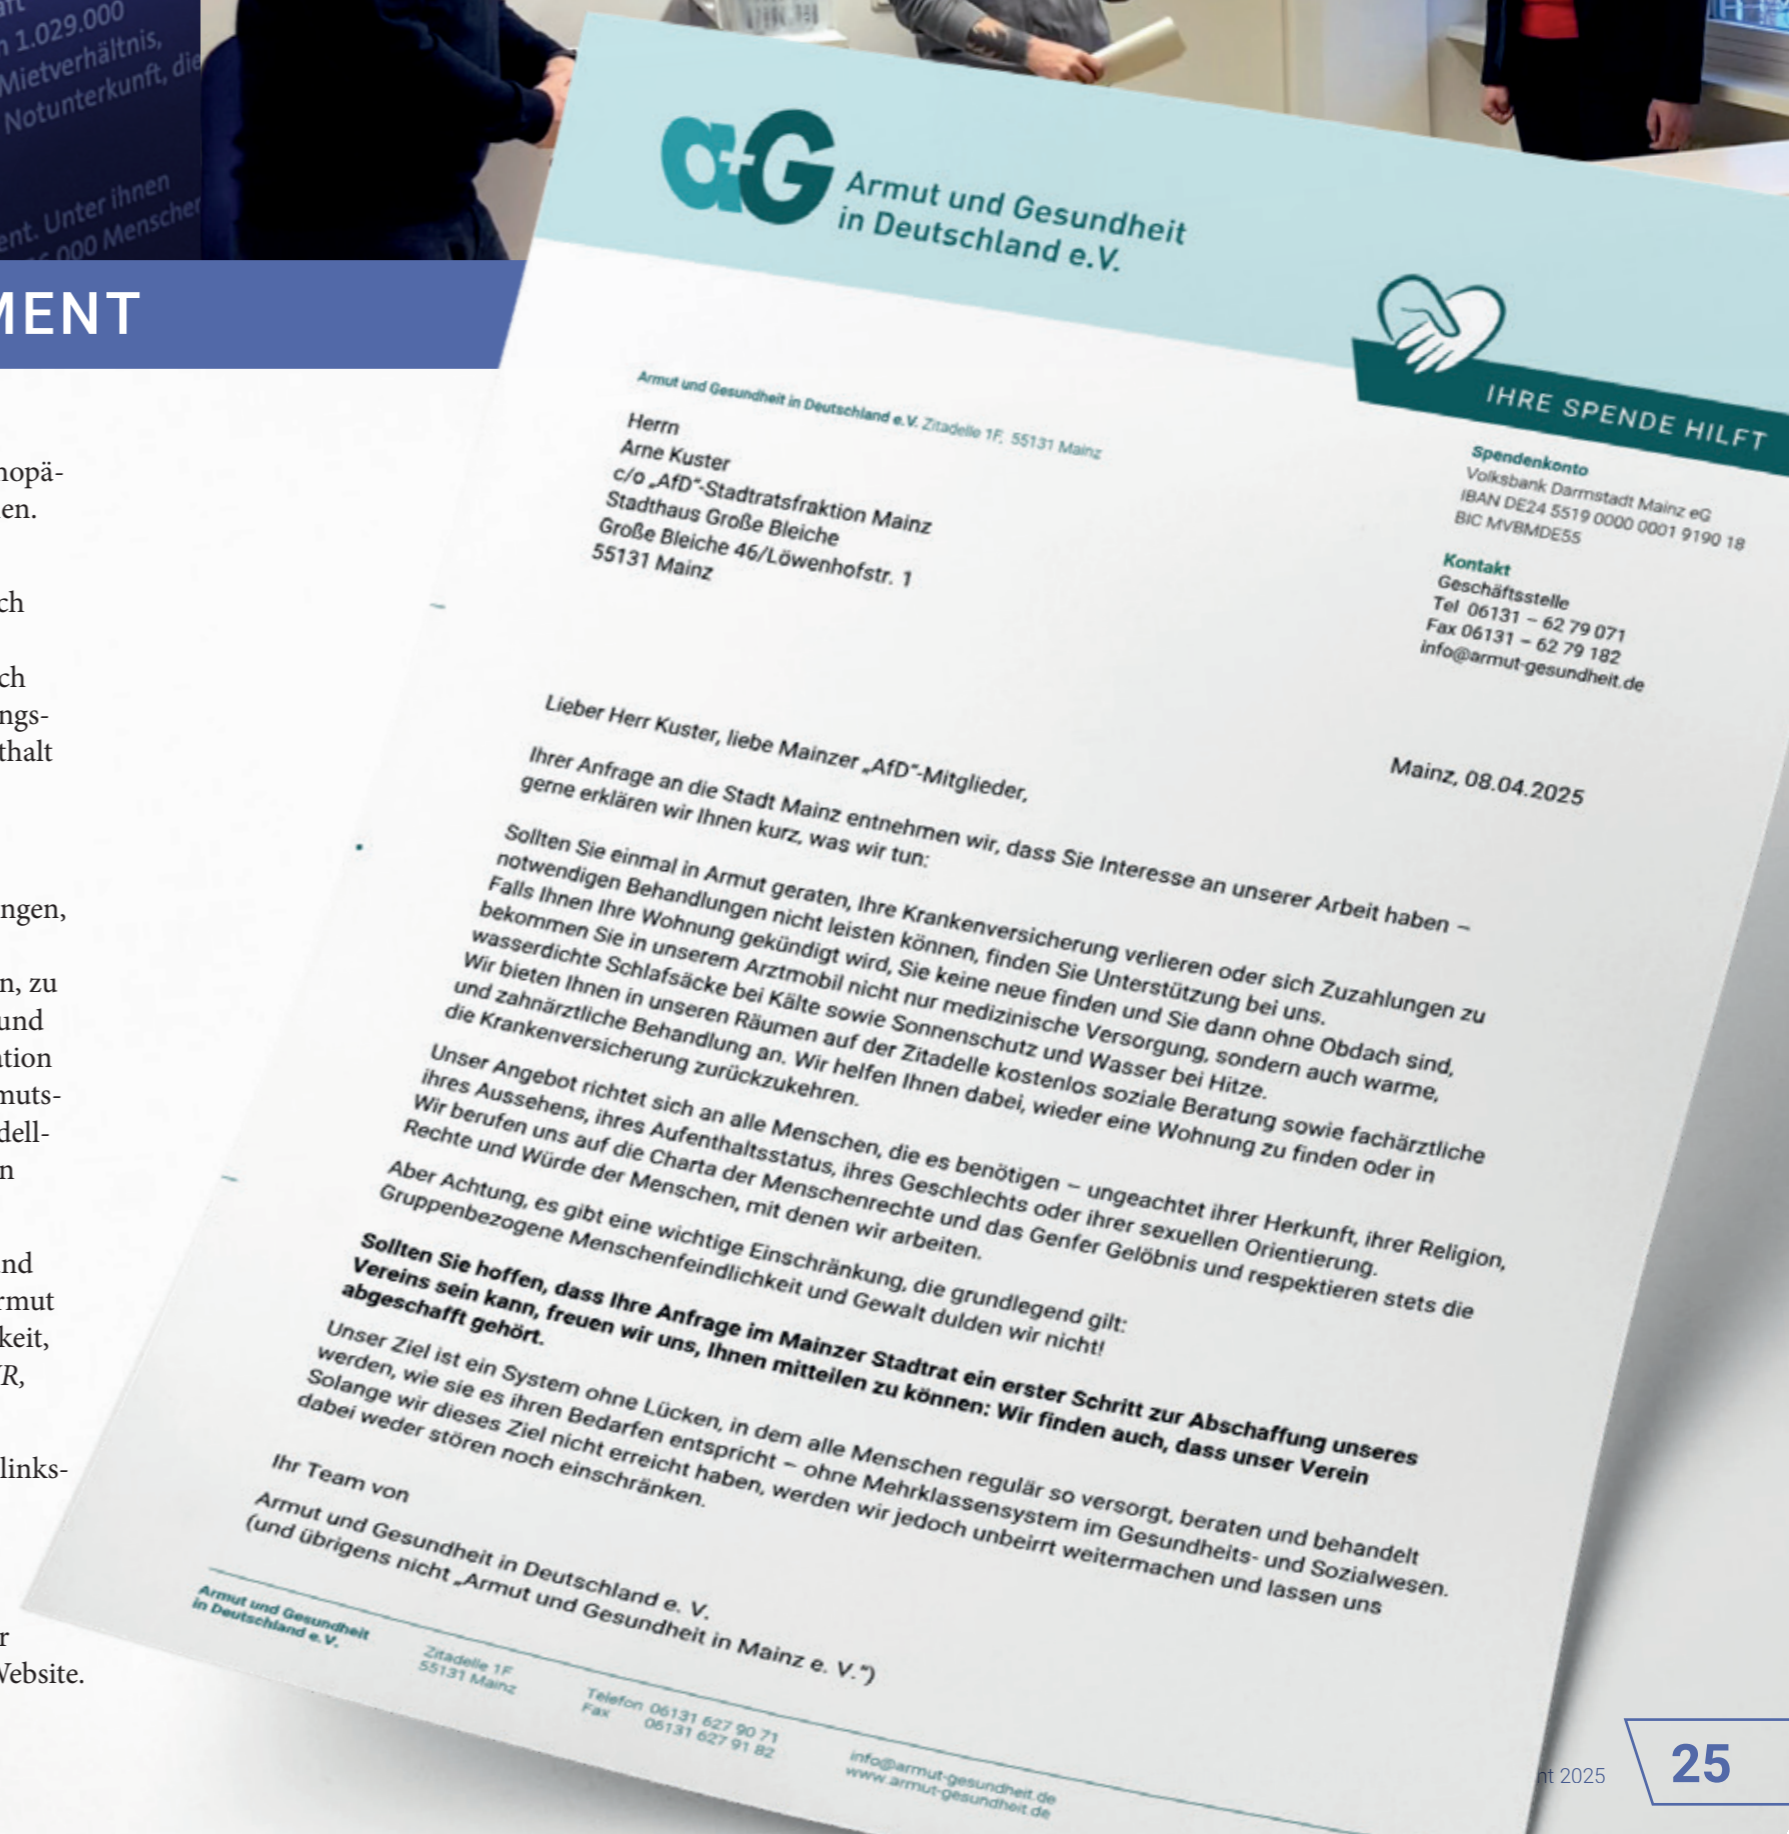 1.029.000
Mietverhältnis,
Notunterkunft, die
ent. Unter ihnen
000 Menschen
MENT
hopä-
en.
ch
ch
ngs-
thalt
ngen,
n, zu
und
ation
muts-
dell-
n
nd
rmut
keit,
R,
links-
r
Website.
a+G
Armut und Gesundheit
in Deutschland e.V.
IHRE SPENDE HILFT
Armut und Gesundheit in Deutschland e.V. Zitadelle 1F, 55131 Mainz
Herrn
Arne Kuster
c/o „AfD“-Stadtratsfraktion Mainz
Stadthaus Große Bleiche
Große Bleiche 46/Löwenhofstr. 1
55131 Mainz
Spendenkonto
Volksbank Darmstadt Mainz eG
IBAN DE24 5519 0000 0001 9190 18
BIC MVBMDE55
Kontakt
Geschäftsstelle
Tel 06131 – 62 79 071
Fax 06131 – 62 79 182
info@armut-gesundheit.de
Mainz, 08.04.2025
Lieber Herr Kuster, liebe Mainzer „AfD“-Mitglieder,
Ihrer Anfrage an die Stadt Mainz entnehmen wir, dass Sie Interesse an unserer Arbeit haben –
gerne erklären wir Ihnen kurz, was wir tun:
Sollten Sie einmal in Armut geraten, Ihre Krankenversicherung verlieren oder sich Zuzahlungen zu
notwendigen Behandlungen nicht leisten können, finden Sie Unterstützung bei uns.
Falls Ihnen Ihre Wohnung gekündigt wird, Sie keine neue finden und Sie dann ohne Obdach sind,
bekommen Sie in unserem Arztmobil nicht nur medizinische Versorgung, sondern auch warme,
wasserdichte Schlafsäcke bei Kälte sowie Sonnenschutz und Wasser bei Hitze.
Wir bieten Ihnen in unseren Räumen auf der Zitadelle kostenlos soziale Beratung sowie fachärztliche
und zahnärztliche Behandlung an. Wir helfen Ihnen dabei, wieder eine Wohnung zu finden oder in
die Krankenversicherung zurückzukehren.
Unser Angebot richtet sich an alle Menschen, die es benötigen – ungeachtet ihrer Herkunft, ihrer Religion,
ihres Aussehens, ihres Aufenthaltsstatus, ihres Geschlechts oder ihrer sexuellen Orientierung.
Wir berufen uns auf die Charta der Menschenrechte und das Genfer Gelöbnis und respektieren stets die
Rechte und Würde der Menschen, mit denen wir arbeiten.
Aber Achtung, es gibt eine wichtige Einschränkung, die grundlegend gilt:
Gruppenbezogene Menschenfeindlichkeit und Gewalt dulden wir nicht!
Sollten Sie hoffen, dass Ihre Anfrage im Mainzer Stadtrat ein erster Schritt zur Abschaffung unseres
Vereins sein kann, freuen wir uns, Ihnen mitteilen zu können: Wir finden auch, dass unser Verein
abgeschafft gehört.
Unser Ziel ist ein System ohne Lücken, in dem alle Menschen regulär so versorgt, beraten und behandelt
werden, wie sie es ihren Bedarfen entspricht – ohne Mehrklassensystem im Gesundheits- und Sozialwesen.
Solange wir dieses Ziel nicht erreicht haben, werden wir jedoch unbeirrt weitermachen und lassen uns
dabei weder stören noch einschränken.
Ihr Team von
Armut und Gesundheit in Deutschland e. V.
(und übrigens nicht „Armut und Gesundheit in Mainz e. V.“)
Armut und Gesundheit
in Deutschland e.V.
Zitadelle 1F
55131 Mainz
Telefon 06131 627 90 71
Fax 06131 627 91 82
info@armut-gesundheit.de
www.armut-gesundheit.de
nt 2025
25